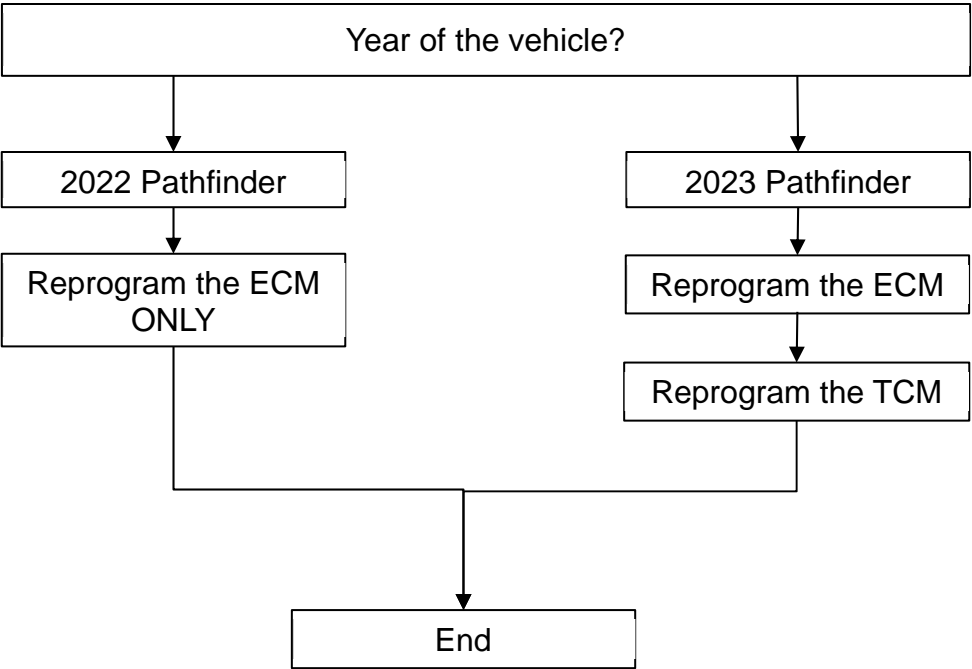 Year of the vehicle?
2022 Pathfinder
2023 Pathfinder
Reprogram the ECM
ONLY
Reprogram the ECM
Reprogram the TCM
End